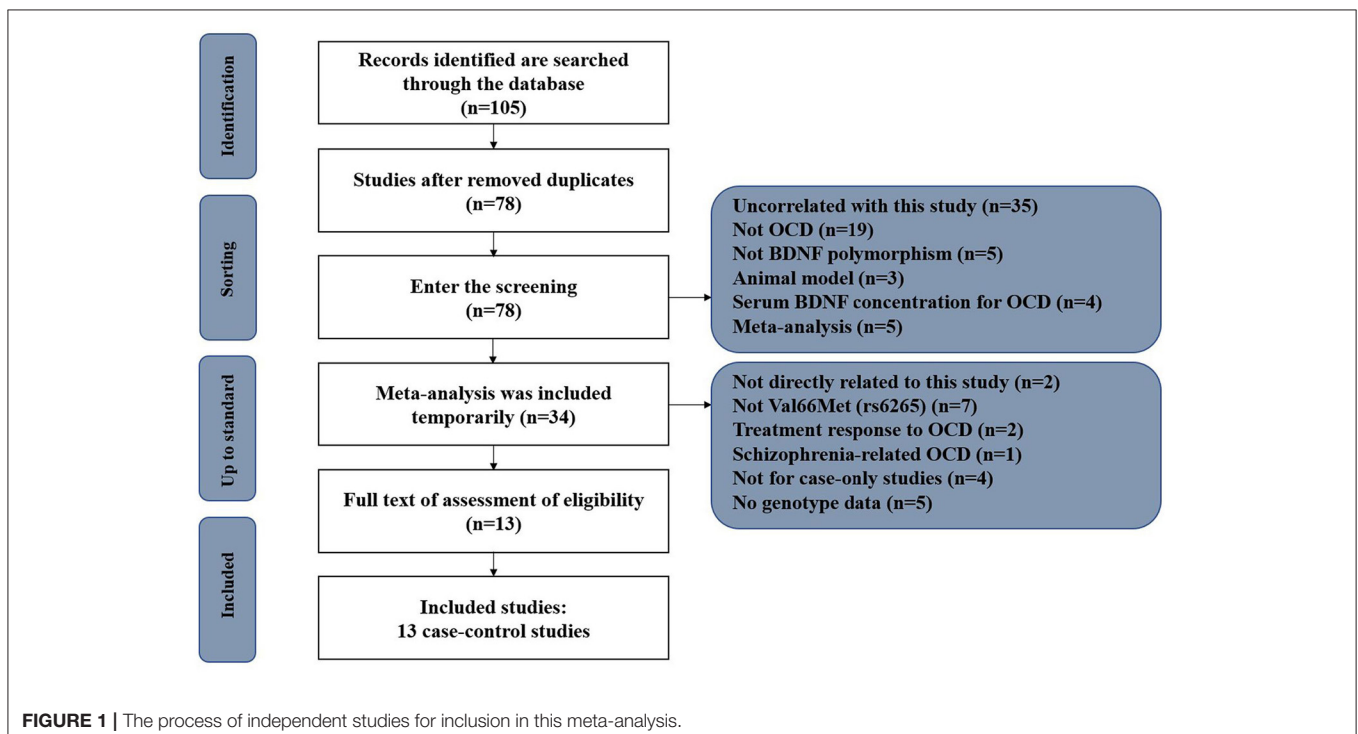 Identification
Records identified are searched
through the database
(n=105)
Studies after removed duplicates
(n=78)
Sorting
Enter the screening
(n=78)
Uncorrelated with this study (n=35)
Not OCD (n=19)
Not BDNF polymorphism (n=5)
Animal model (n=3)
Serum BDNF concentration for OCD (n=4)
Meta-analysis (n=5)
Up to standard
Meta-analysis was included
temporarily (n=34)
Not directly related to this study (n=2)
Not Val66Met (rs6265) (n=7)
Treatment response to OCD (n=2)
Schizophrenia-related OCD (n=1)
Not for case-only studies (n=4)
No genotype data (n=5)
Full text of assessment of eligibility
(n=13)
Included
Included studies:
13 case-control studies
FIGURE 1 | The process of independent studies for inclusion in this meta-analysis.